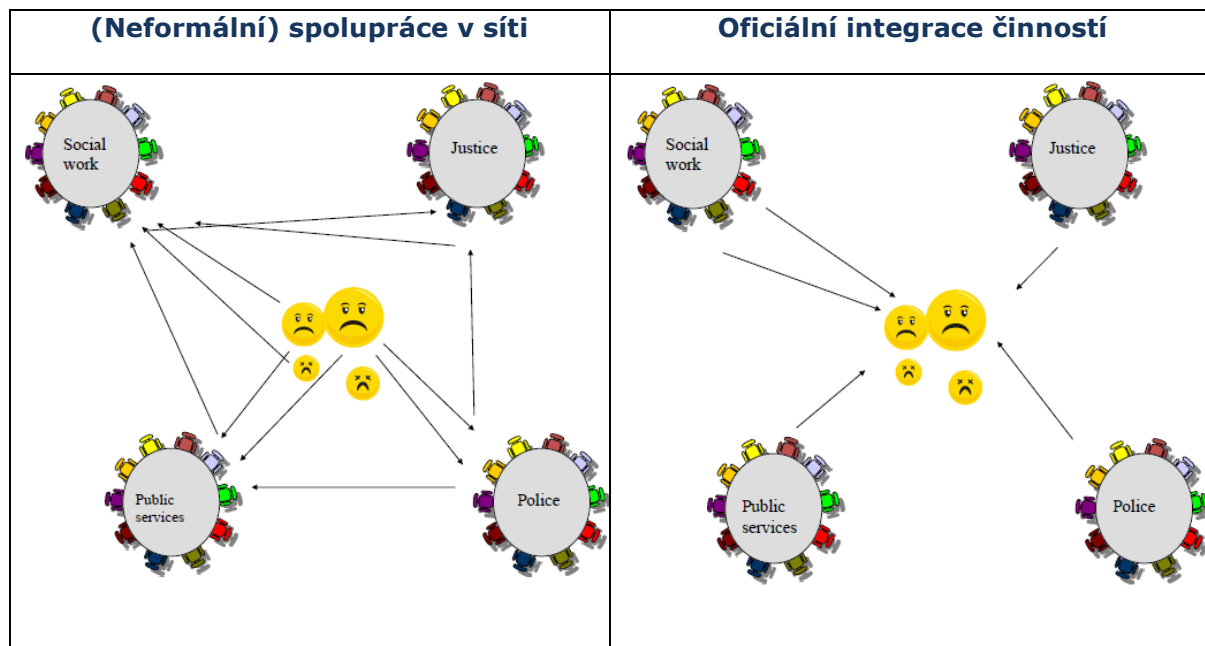 (Neformální) spolupráce v síti
Oficiální integrace činností
Social
work
Justice
Public
services
Police
Social
work
Justice
Public
services
Police